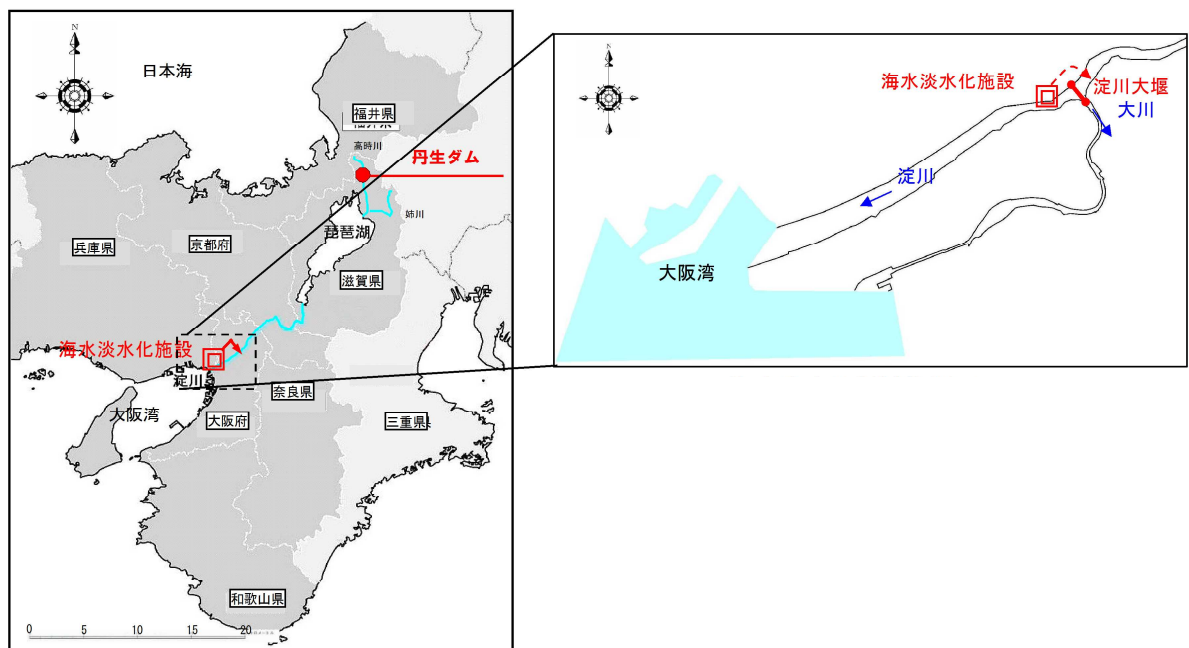 N
日本海
福井県
高時川
丹生ダム
姉川
兵庫県
京都府
琵琶湖
滋賀県
海水淡水化施設
淀川
奈良県
大阪湾
大阪府
三重県
和歌山県
0 5 10 15 20
N
海水淡水化施設
淀川大堰
大川
淀川
大阪湾